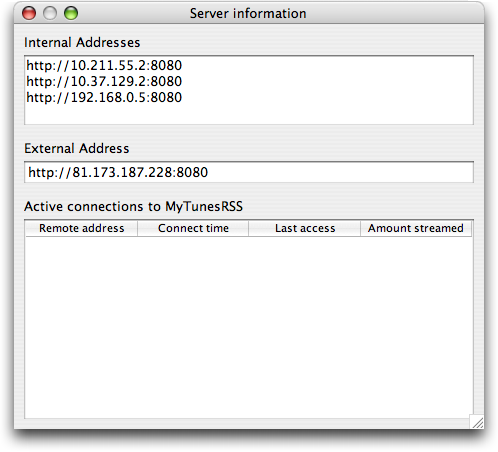 Server information
Internal Addresses
http://10.211.55.2:8080
http://10.37.129.2:8080
http://192.168.0.5:8080
External Address
http://81.173.187.228:8080
Active connections to MyTunesRSS
Remote address Connect time Last access Amount streamed